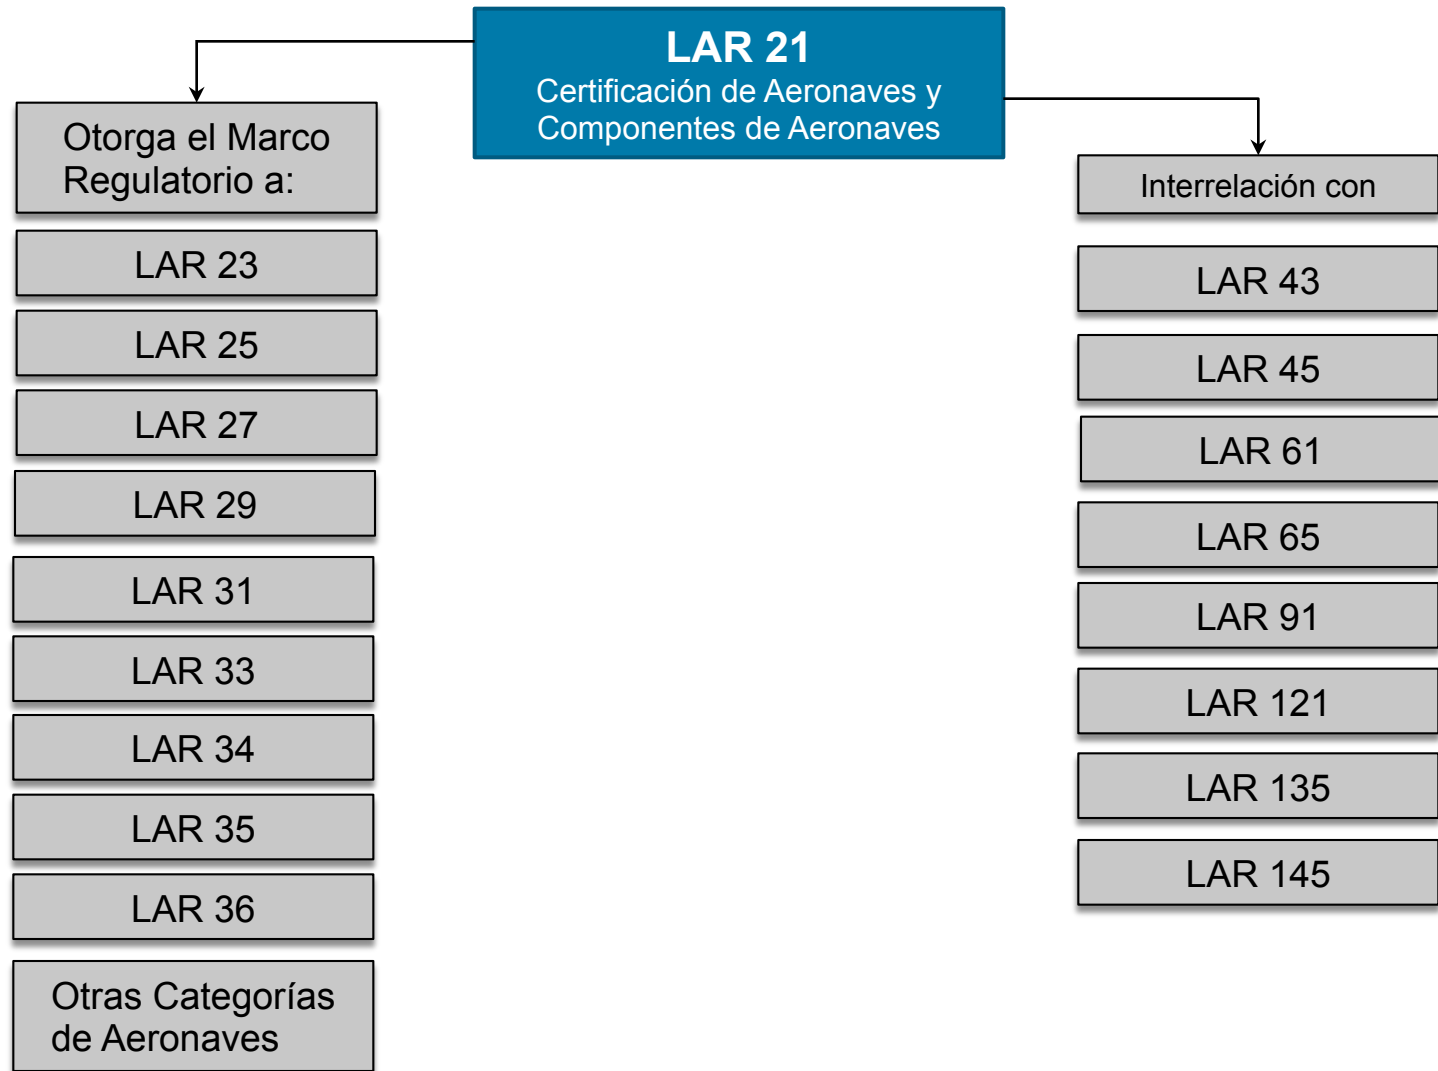 LAR 21
Certificación de Aeronaves y
Componentes de Aeronaves
Otorga el Marco
Regulatorio a:
LAR 23
LAR 25
LAR 27
LAR 29
LAR 31
LAR 33
LAR 34
LAR 35
LAR 36
Otras Categorías
de Aeronaves
Interrelación con
LAR 43
LAR 45
LAR 61
LAR 65
LAR 91
LAR 121
LAR 135
LAR 145